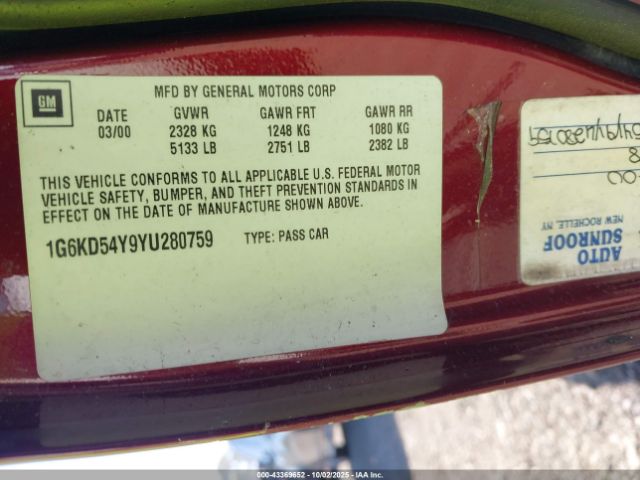 GM
MFD BY GENERAL MOTORS CORP
DATE GVWR GAWR FRT GAWR RR
03/00 2328 KG 1248 KG 1080 KG
5133 LB 2751 LB 2382 LB
THIS VEHICLE CONFORMS TO ALL APPLICABLE U.S. FEDERAL MOTOR
VEHICLE SAFETY, BUMPER, AND THEFT PREVENTION STANDARDS IN
EFFECT ON THE DATE OF MANUFACTURE SHOWN ABOVE.
1G6KD54Y9YU280759 TYPE: PASS CAR
AUTO
SUNROOF
NEW ROCHELLE, NY
00-43369652 | 10/02/2025 | IAA Inc.